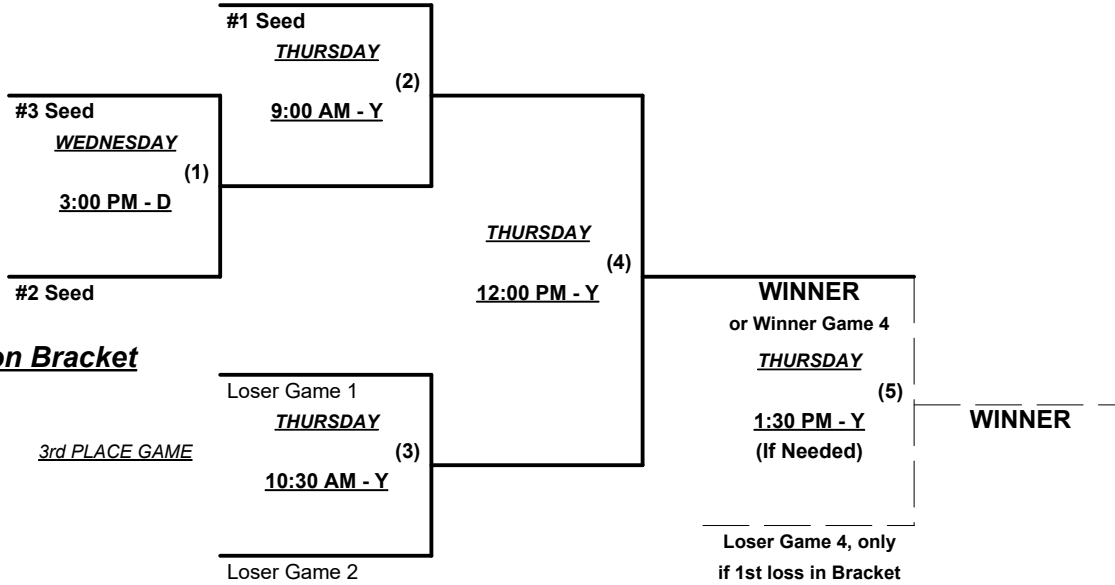 #1 Seed
THURSDAY
(2)
9:00 AM - Y
#3 Seed
WEDNESDAY
(1)
3:00 PM - D
#2 Seed
THURSDAY
(4)
12:00 PM - Y
WINNER
or Winner Game 4
THURSDAY
(5)
1:30 PM - Y
(If Needed)
WINNER
Loser Game 4, only
if 1st loss in Bracket
Bracket
Loser Game 1
THURSDAY
3rd PLACE GAME
(3)
10:30 AM - Y
Loser Game 2